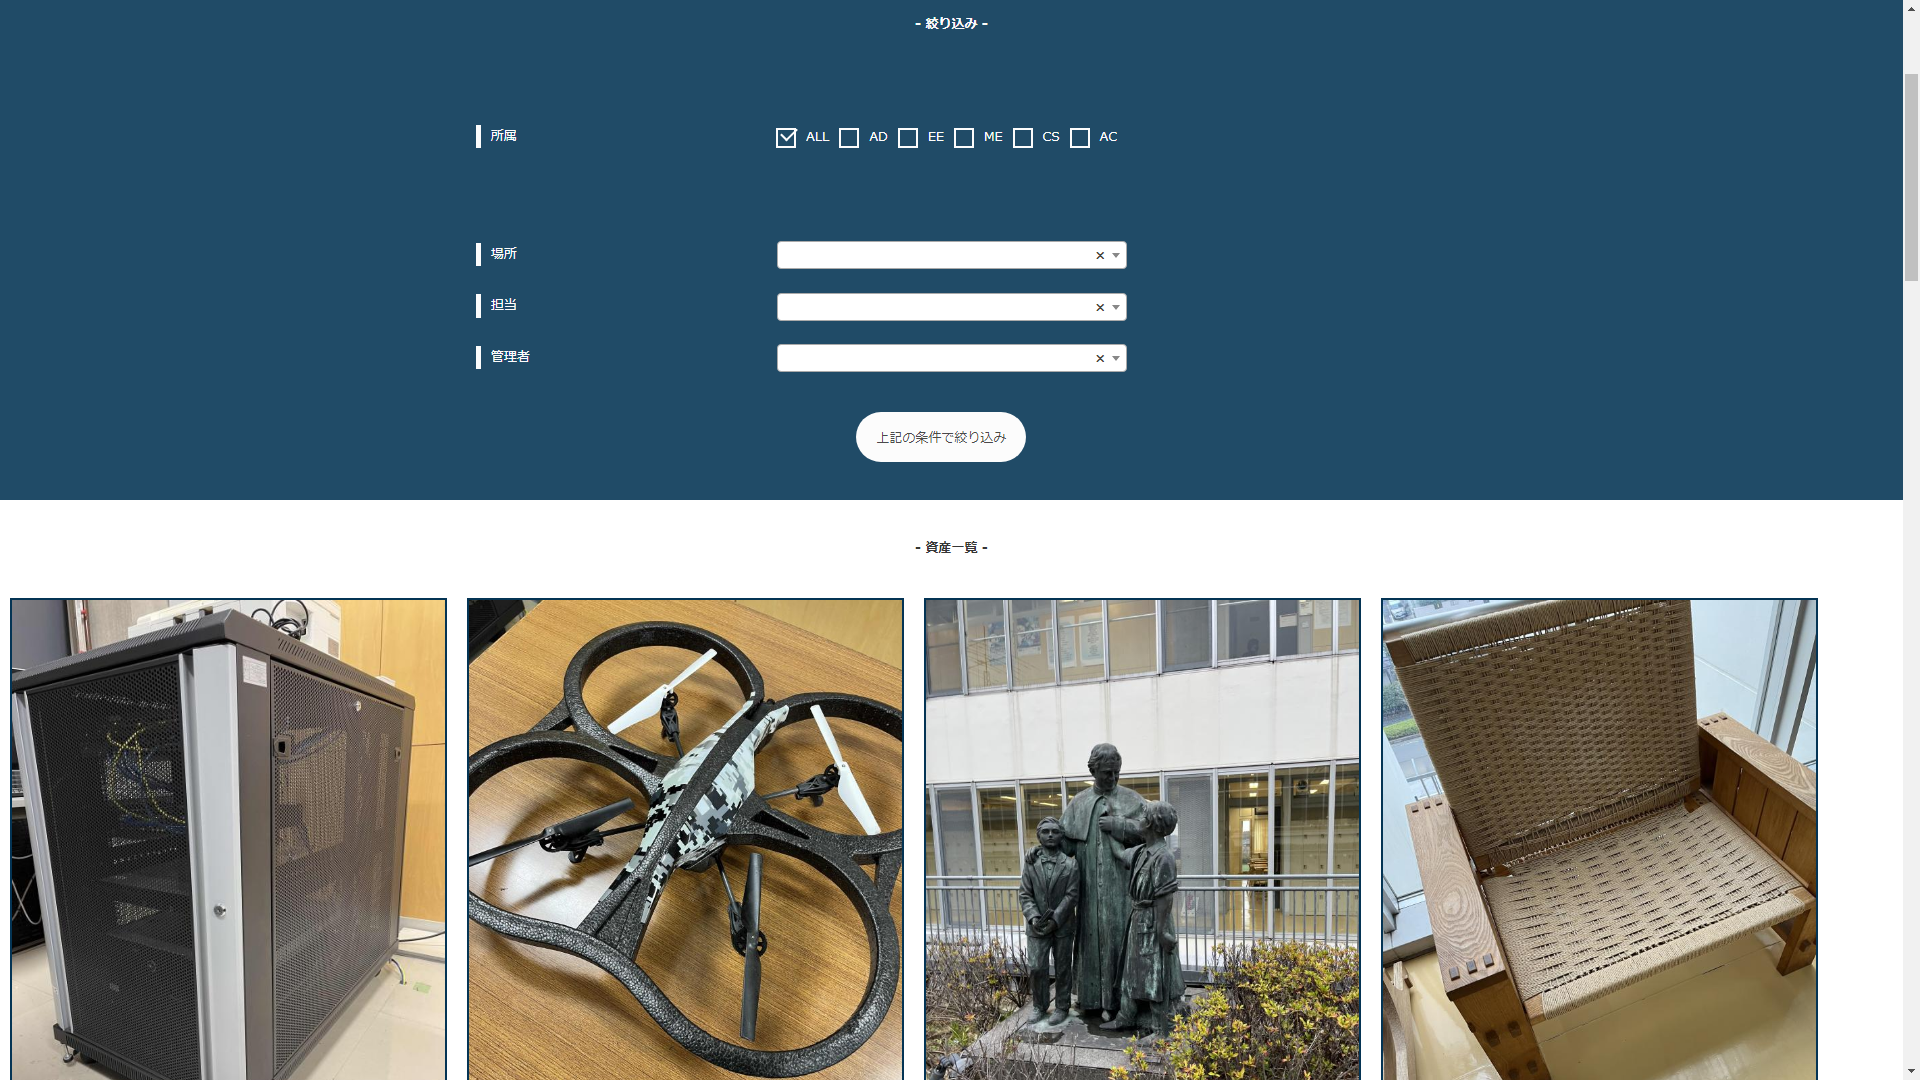 - 絞り込み -
所属
ALL AD EE ME CS AC
場所
担当
管理者
上記の条件で絞り込み
- 資産一覧 -